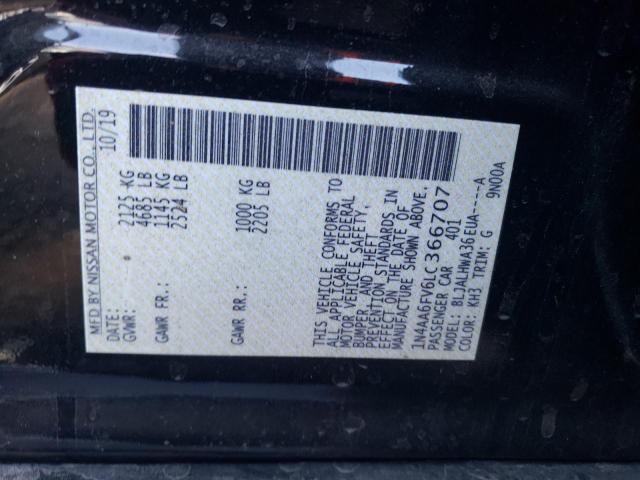 MFD BY NISSAN MOTOR CO., LTD.
DATE: 10/19
GVWR: 2125 KG
4685 LB
GAWR FR.: 1145 KG
2524 LB
GAWR RR.: 1000 KG
2205 LB
THIS VEHICLE CONFORMS TO
ALL APPLICABLE FEDERAL
MOTOR VEHICLE SAFETY,
BUMPER, AND THEFT
PREVENTION STANDARDS IN
EFFECT ON THE DATE OF
MANUFACTURE SHOWN ABOVE.
1N4AA6FV6LC366707
PASSENGER CAR 401
MODEL: BLJALHWA36EUA----A
COLOR: KH3 TRIM: G 9N00A